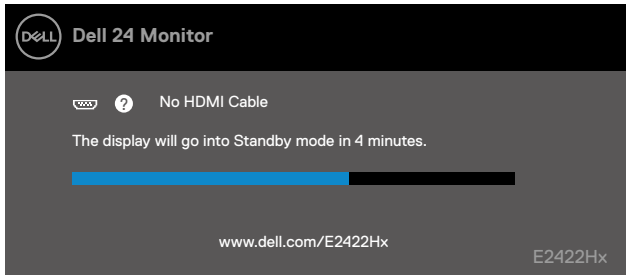 DELL
Dell 24 Monitor
? No HDMI Cable
The display will go into Standby mode in 4 minutes.
www.dell.com/E2422Hx
E2422Hx